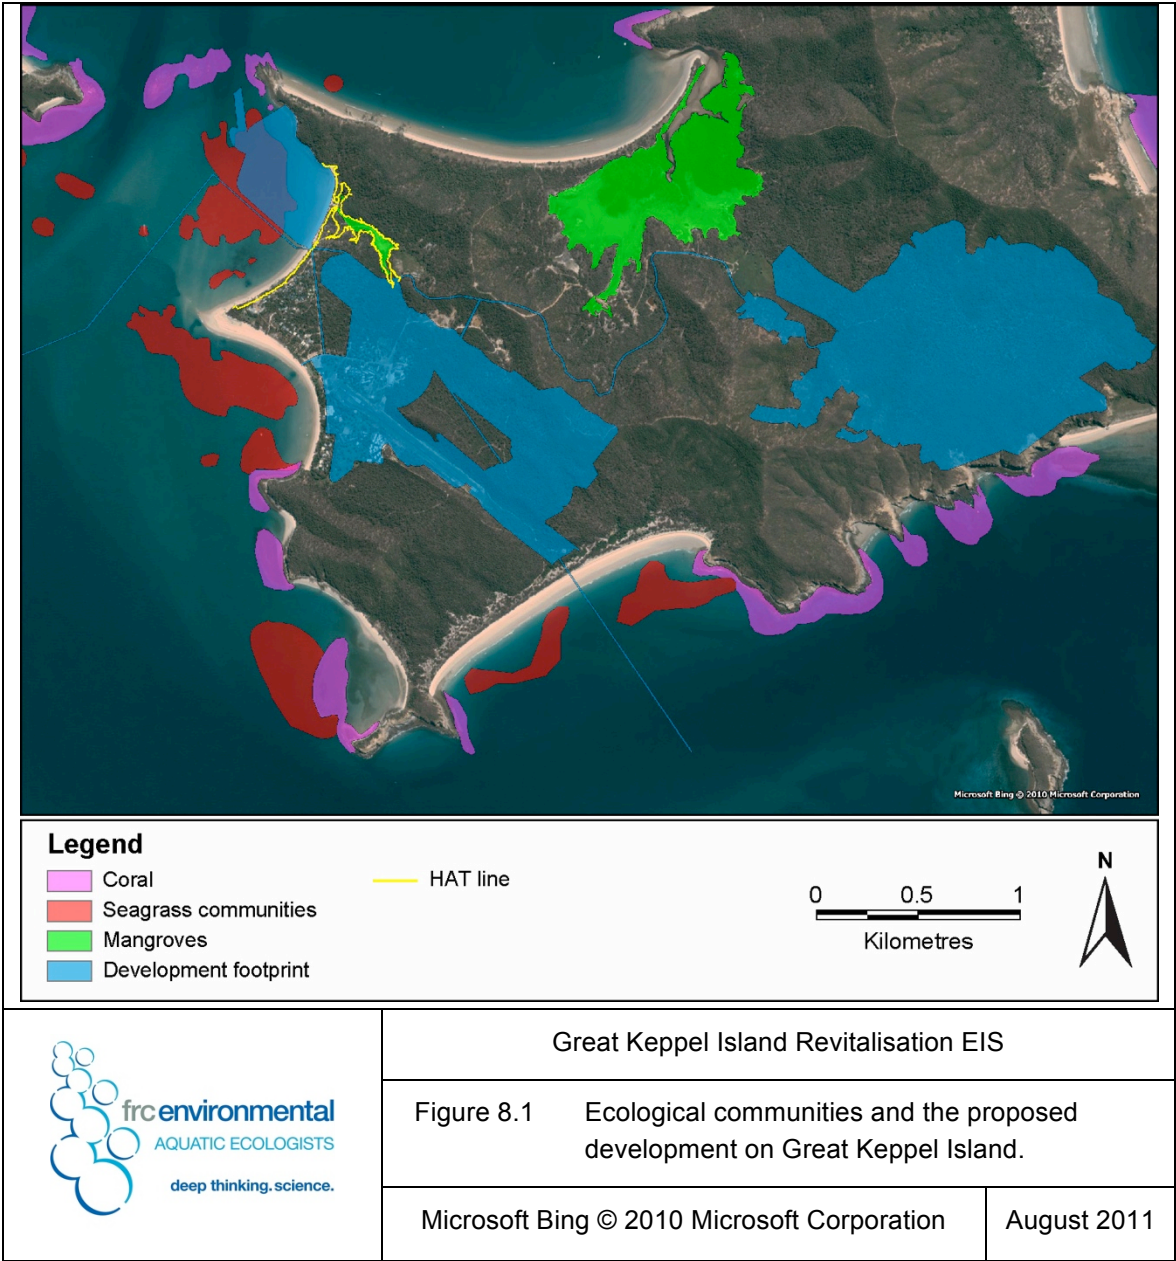 Microsoft Bing © 2010 Microsoft Corporation
Legend
Coral
Seagrass communities
Mangroves
Development footprint
HAT line
0 0.5 1
Kilometres
N
frcenvironmental
AQUATIC ECOLOGISTS
deep thinking.science.
Great Keppel Island Revitalisation EIS
Figure 8.1 Ecological communities and the proposed
development on Great Keppel Island.
Microsoft Bing © 2010 Microsoft Corporation
August 2011